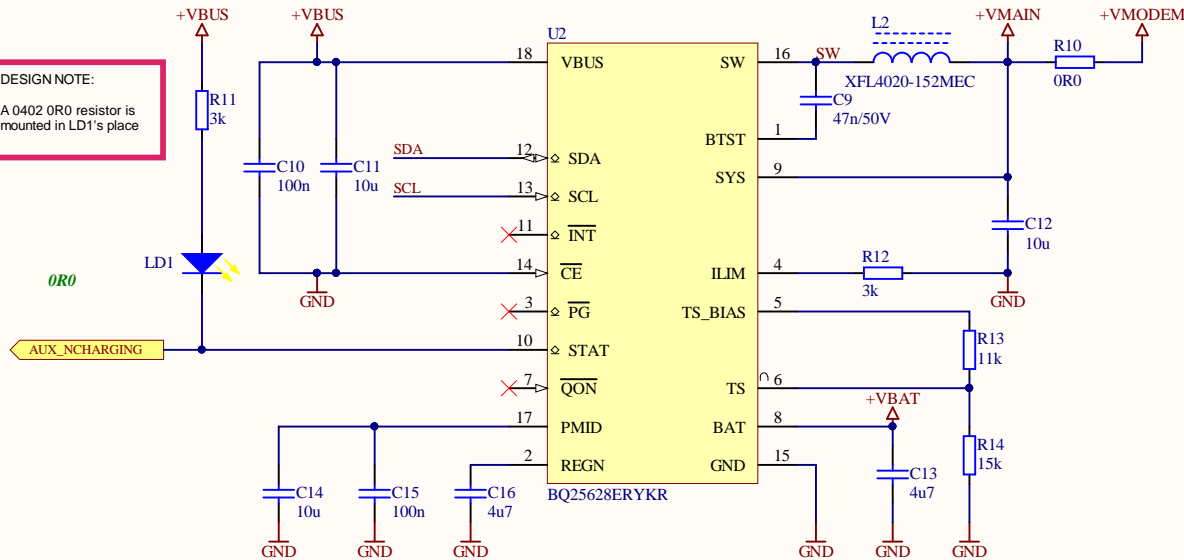 +VBUS
+VBUS
U2
L2
+VMAIN
+VMODEM
DESIGN NOTE:
A 0402 0R0 resistor is
mounted in LD1's place
R11
3k
C10
100n
C11
10u
18
VBUS
SDA
12
SDA
SCL
13
SCL
11
INT
14
CE
GND
3
PG
10
STAT
7
QON
17
PMID
2
REGN
SW
16
SW
XFL4020-152MEC
R10
0R0
C9
47n/50V
BTST
1
SYS
9
C12
10u
ILIM
4
R12
3k
GND
TS_BIAS
5
R13
11k
TS
6
+VBAT
BAT
8
GND
15
R14
15k
C13
4u7
BQ25628ERYKR
LD1
0R0
AUX_NCHARGING
C14
10u
C15
100n
C16
4u7
GND
GND
GND
GND
GND
GND